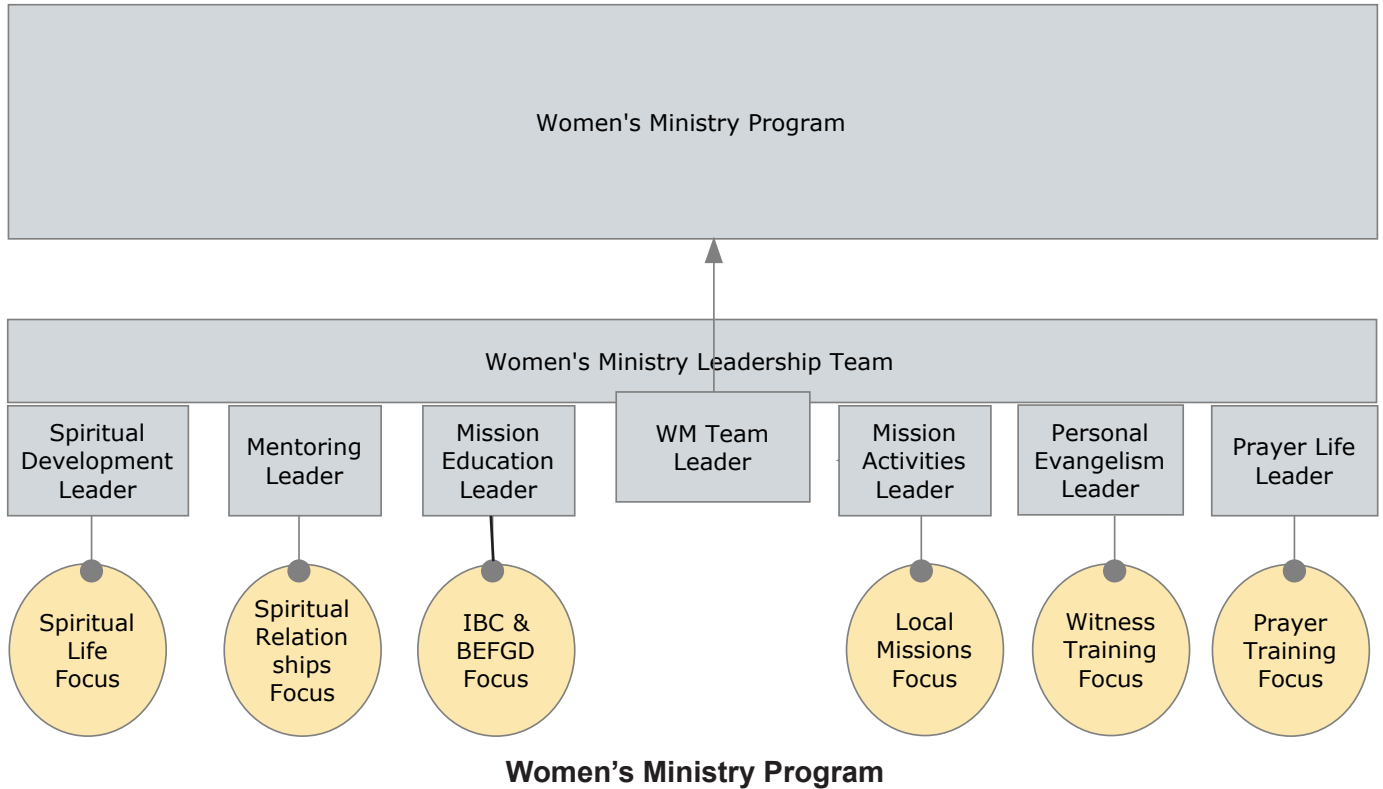 Women's Ministry Program
Women's Ministry Leadership Team
Spiritual
Development
Leader
Mentoring
Leader
Mission
Education
Leader
WM Team
Leader
Mission
Activities
Leader
Personal
Evangelism
Leader
Prayer Life
Leader
Spiritual
Life
Focus
Spiritual
Relation
ships
Focus
IBC &
BEFGD
Focus
Local
Missions
Focus
Witness
Training
Focus
Prayer
Training
Focus
Women’s Ministry Program